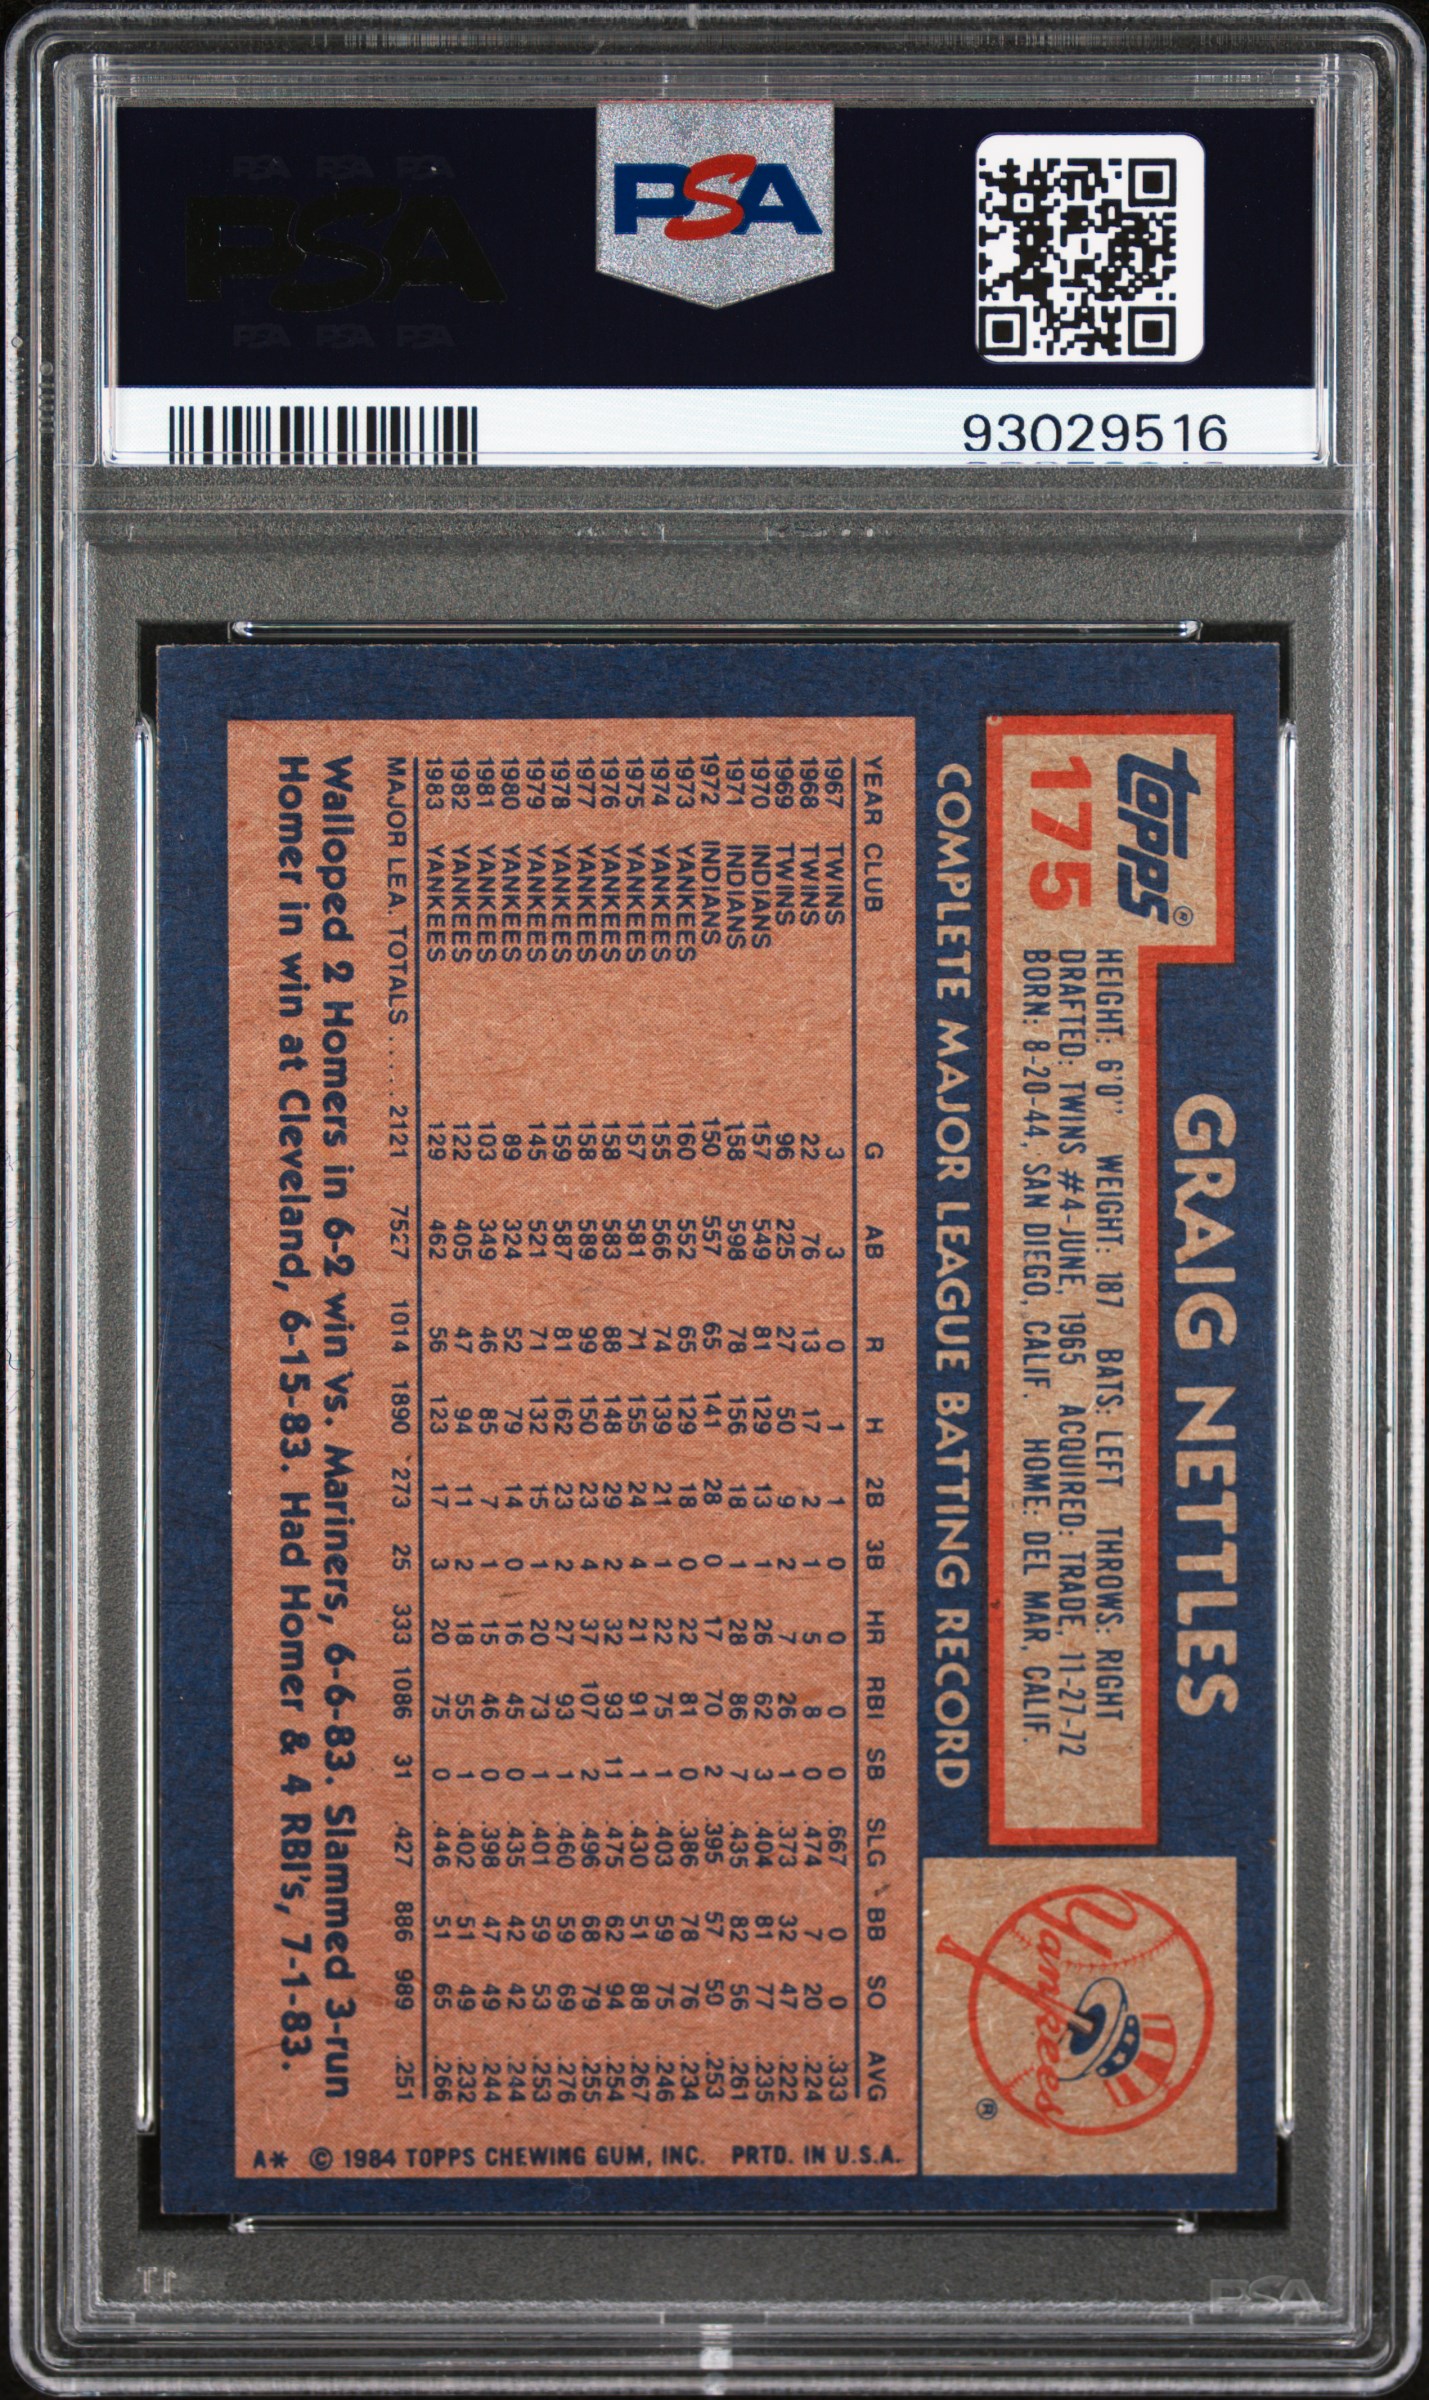 PSA PSA PSA
PSA
PSA PSA PSA
PSA
93029516
topps®
175
GRAIG NETTLES
HEIGHT: 6'0" WEIGHT: 187 BATS: LEFT THROWS: RIGHT
DRAFTED: TWINS #4-JUNE, 1965 ACQUIRED: TRADE, 11-27-72
BORN: 8-20-44, SAN DIEGO, CALIF. HOME: DEL MAR, CALIF.
Yankees ®
COMPLETE MAJOR LEAGUE BATTING RECORD
YEAR CLUB G AB R H 2B 3B HR RBI SB SLG BB SO AVG
1967 TWINS 3 3 0 1 1 0 0 0 0 .667 0 0 .333
1968 TWINS 22 76 13 17 2 1 5 8 0 .474 7 20 .224
1969 TWINS 96 225 27 50 9 2 7 26 1 .373 32 47 .222
1970 INDIANS 157 549 81 129 13 1 26 62 3 .404 81 77 .235
1971 INDIANS 158 598 78 156 18 1 28 86 7 .435 82 56 .261
1972 INDIANS 150 557 65 141 28 0 17 70 2 .395 57 50 .253
1973 YANKEES 160 552 65 129 18 0 22 81 0 .386 78 76 .234
1974 YANKEES 155 566 74 139 21 1 22 75 1 .403 59 75 .246
1975 YANKEES 157 581 71 155 24 4 21 91 1 .430 51 88 .267
1976 YANKEES 158 583 88 148 29 2 32 93 11 .475 62 94 .254
1977 YANKEES 158 589 99 150 23 4 37 107 2 .496 68 79 .255
1978 YANKEES 159 587 81 162 23 2 27 93 1 .460 59 69 .276
1979 YANKEES 145 521 71 132 15 1 20 73 1 .401 59 53 .253
1980 YANKEES 89 324 52 79 14 0 16 45 0 .435 42 42 .244
1981 YANKEES 103 349 46 85 7 1 15 46 0 .398 47 49 .244
1982 YANKEES 122 405 47 94 11 2 18 55 1 .402 51 49 .232
1983 YANKEES 129 462 56 123 17 3 20 75 0 .446 51 65 .266
MAJOR LEA. TOTALS ..... 2121 7527 1014 1890 273 25 333 1086 31 .427 886 989 .251
Walloped 2 Homers in 6-2 win vs. Mariners, 6-6-83. Slammed 3-run
Homer in win at Cleveland, 6-15-83. Had Homer & 4 RBI's, 7-1-83.
A* © 1984 TOPPS CHEWING GUM, INC. PRTD. IN U.S.A.
PSA